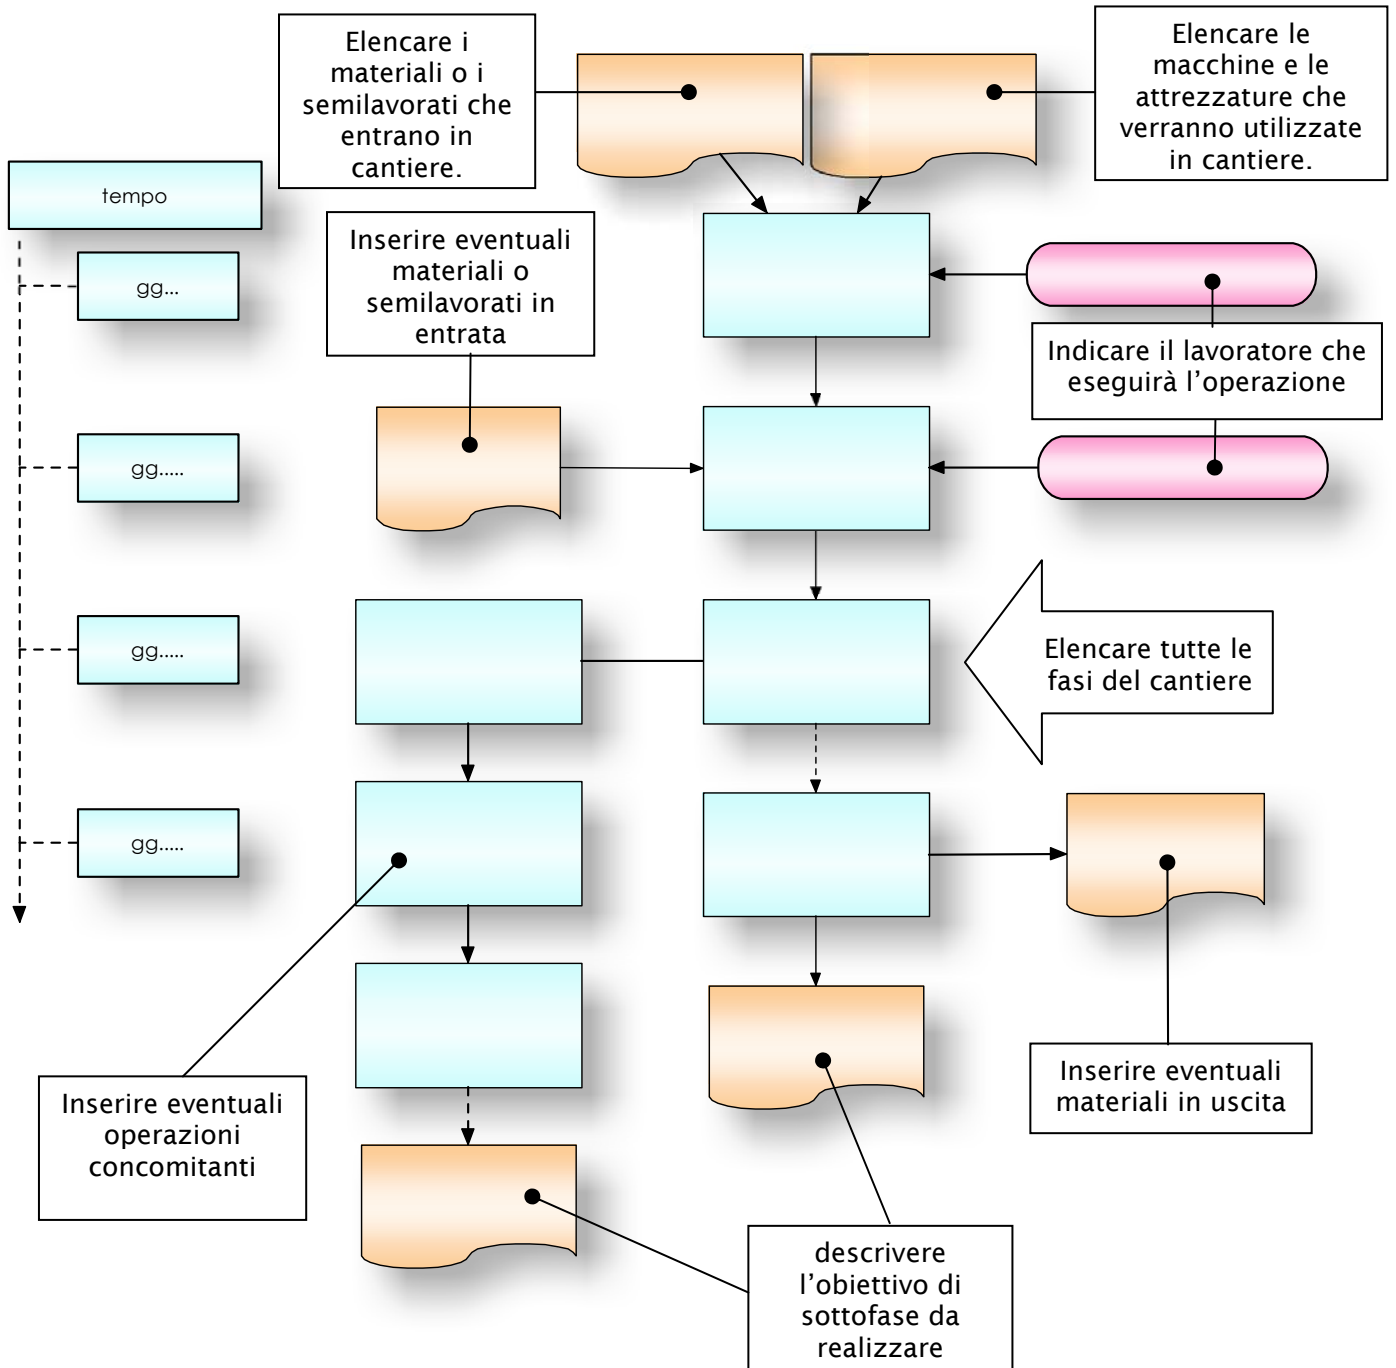 Elencare i
materiali o i
semilavorati che
entrano in
cantiere.
Elencare le
macchine e le
attrezzature che
verranno utilizzate
in cantiere.
tempo
gg...
Inserire eventuali
materiali o
semilavorati in
entrata
Indicare il lavoratore che
eseguirà l'operazione
gg.....
gg.....
Elencare tutte le
fasi del cantiere
gg.....
Inserire eventuali
operazioni
concomitanti
Inserire eventuali
materiali in uscita
descrivere
l'obiettivo di
sottofase da
realizzare